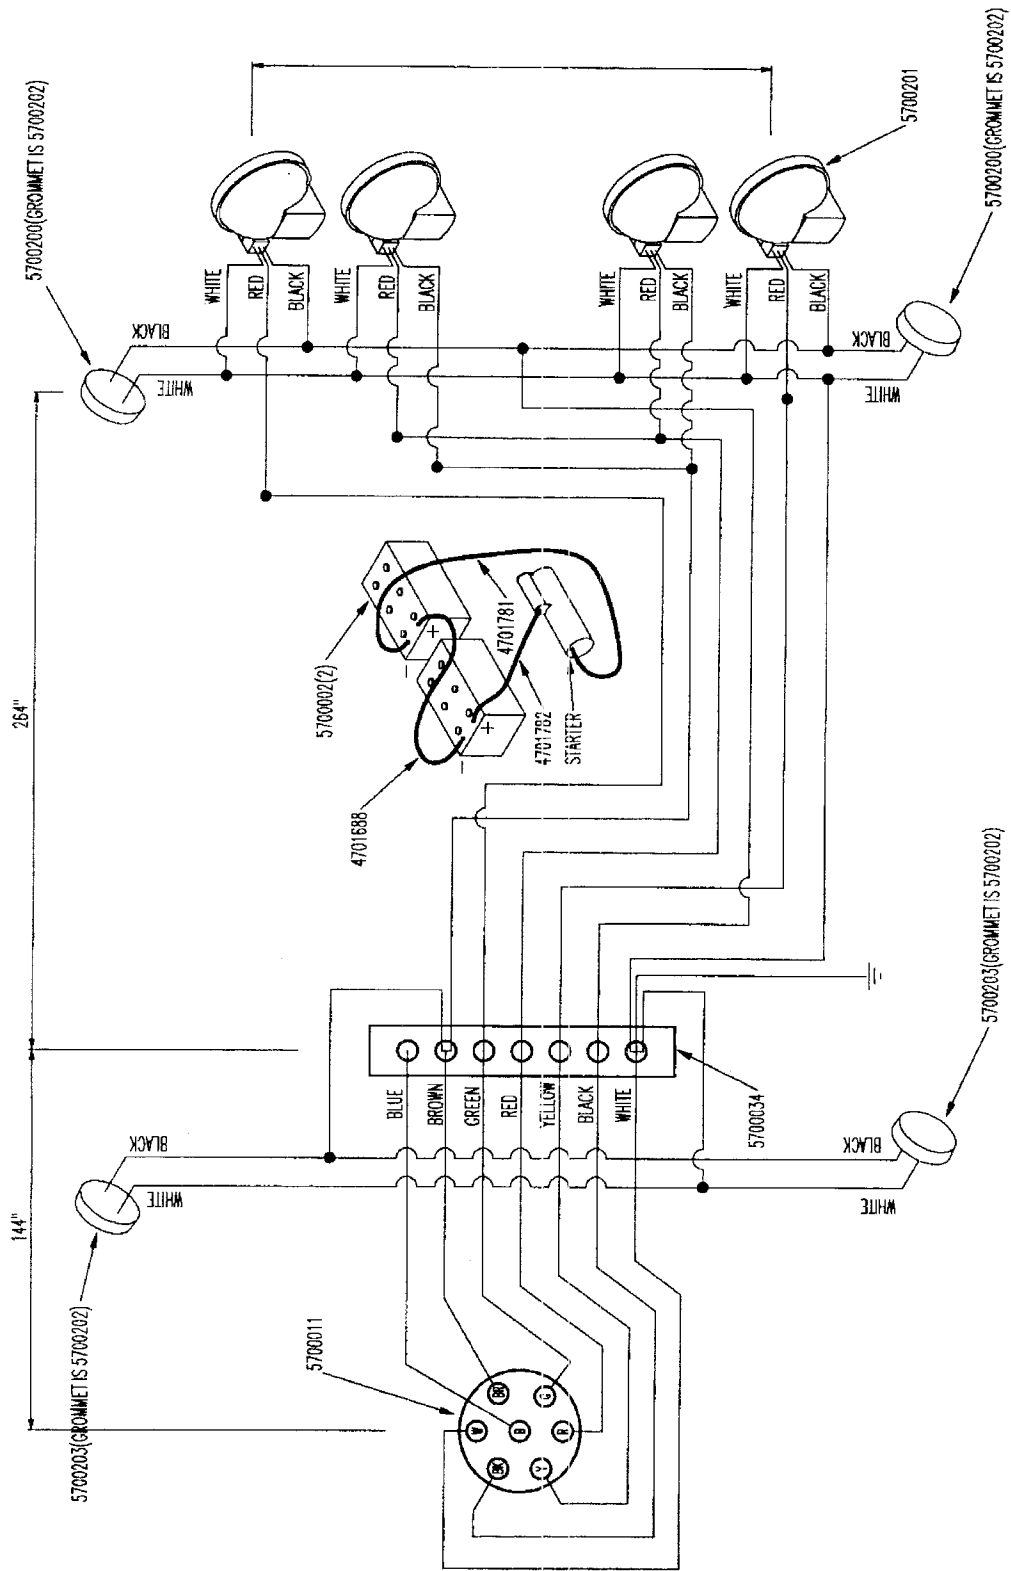 5700200(GROMMET IS 5700202)
5700200(GROMMET IS 5700202)
5700201
WHITE
RED
BLACK
WHITE
RED
BLACK
WHITE
RED
BLACK
WHITE
RED
BLACK
BLACK
WHITE
BLACK
WHITE
264"
5700002(2)
+
-
+
-
4701781
4701782
STARTER
4701688
5700203(GROMMET IS 5700202)
BLUE
BROWN
GREEN
RED
YELLOW
BLACK
WHITE
5700034
BLACK
WHITE
BLACK
WHITE
144"
5700203(GROMMET IS 5700202)
5700011
BR
G
W
B
R
BK
Y